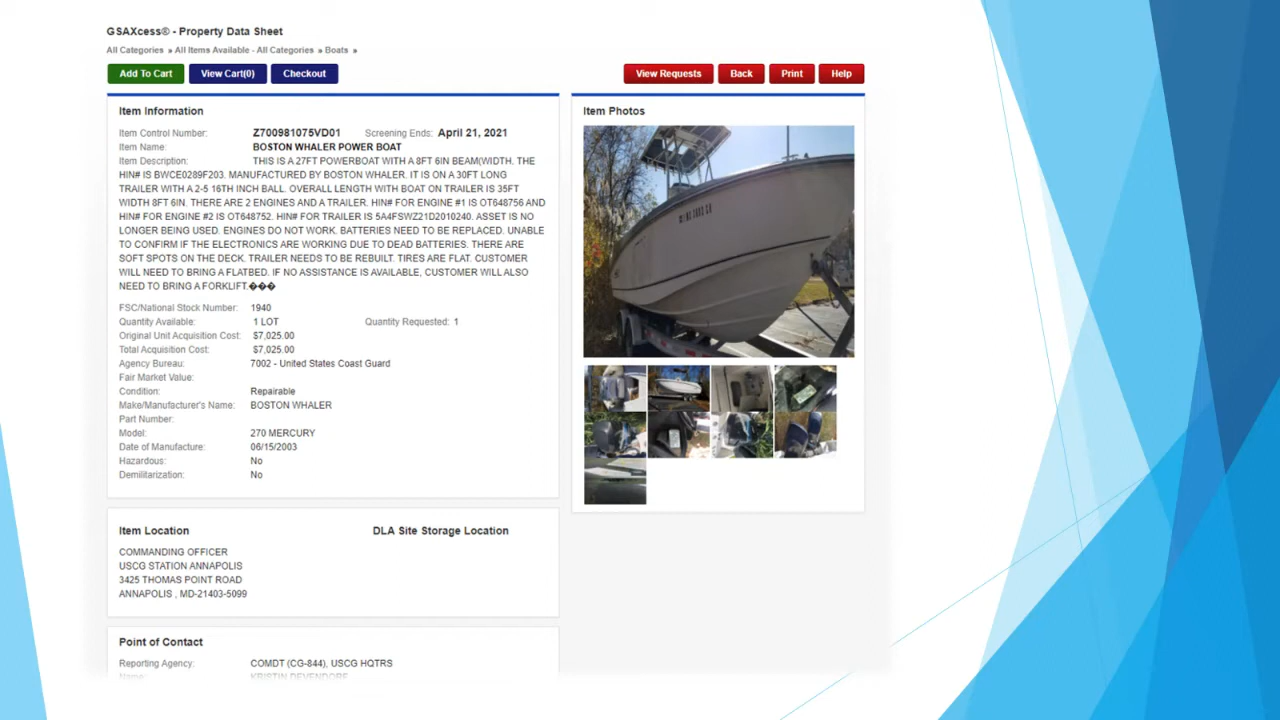 GSAXcess® - Property Data Sheet
All Categories » All Items Available - All Categories » Boats »
Add To Cart View Cart(0) Checkout View Requests Back Print Help
Item Information
Item Control Number: Z700981075VD01 Screening Ends: April 21, 2021
Item Name: BOSTON WHALER POWER BOAT
Item Description: THIS IS A 27FT POWERBOAT WITH A 8FT 6IN BEAM(WIDTH. THE
HIN# IS BWCE0289F203. MANUFACTURED BY BOSTON WHALER. IT IS ON A 30FT LONG
TRAILER WITH A 2-5 16TH INCH BALL. OVERALL LENGTH WITH BOAT ON TRAILER IS 35FT
WIDTH 8FT 6IN. THERE ARE 2 ENGINES AND A TRAILER. HIN# FOR ENGINE #1 IS OT648756 AND
HIN# FOR ENGINE #2 IS OT648752. HIN# FOR TRAILER IS 5A4FSWZ21D2010240. ASSET IS NO
LONGER BEING USED. ENGINES DO NOT WORK. BATTERIES NEED TO BE REPLACED. UNABLE
TO CONFIRM IF THE ELECTRONICS ARE WORKING DUE TO DEAD BATTERIES. THERE ARE
SOFT SPOTS ON THE DECK. TRAILER NEEDS TO BE REBUILT. TIRES ARE FLAT. CUSTOMER
WILL NEED TO BRING A FLATBED. IF NO ASSISTANCE IS AVAILABLE, CUSTOMER WILL ALSO
NEED TO BRING A FORKLIFT.���
FSC/National Stock Number: 1940
Quantity Available: 1 LOT Quantity Requested: 1
Original Unit Acquisition Cost: $7,025.00
Total Acquisition Cost: $7,025.00
Agency Bureau: 7002 - United States Coast Guard
Fair Market Value:
Condition: Repairable
Make/Manufacturer's Name: BOSTON WHALER
Part Number:
Model: 270 MERCURY
Date of Manufacture: 06/15/2003
Hazardous: No
Demilitarization: No
Item Photos
Item Location DLA Site Storage Location
COMMANDING OFFICER
USCG STATION ANNAPOLIS
3425 THOMAS POINT ROAD
ANNAPOLIS , MD-21403-5099
Point of Contact
Reporting Agency: COMDT (CG-844), USCG HQTRS
Name: KRISTIN DEVENDORF